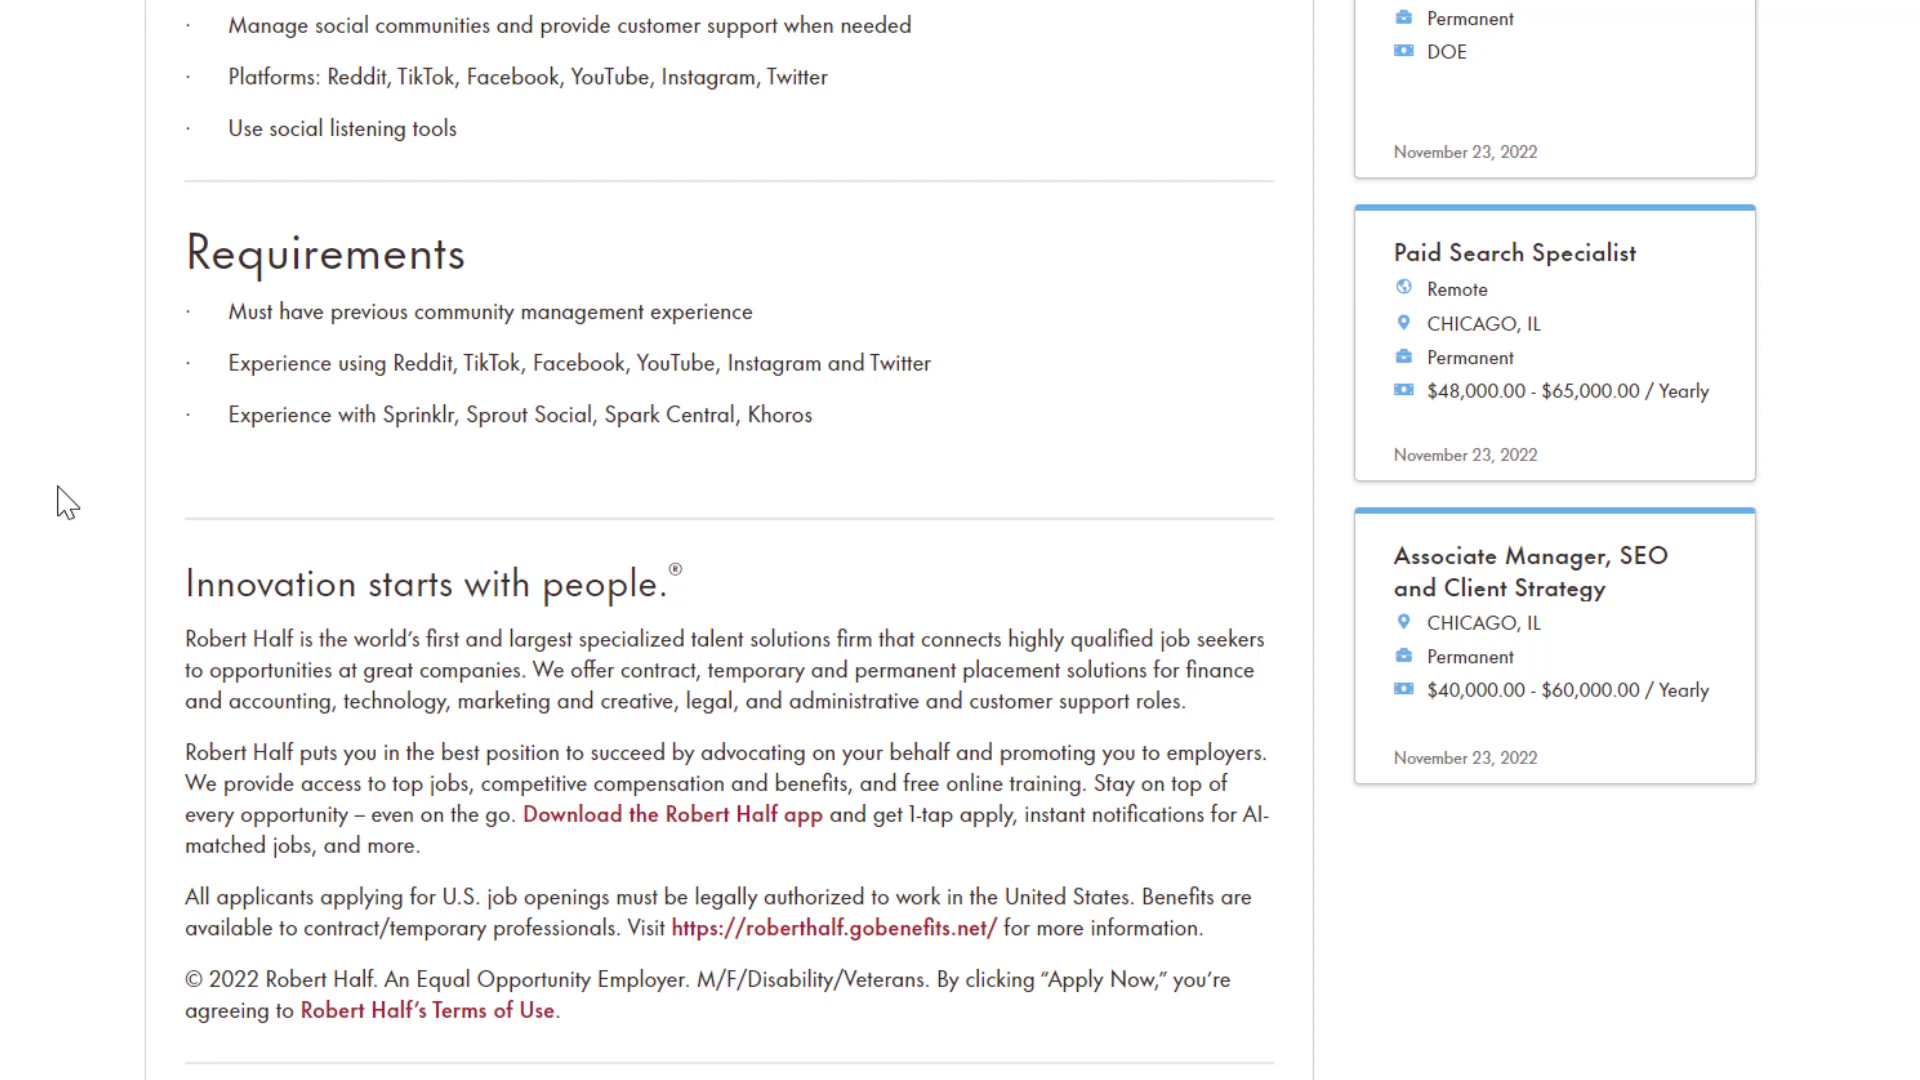 · Manage social communities and provide customer support when needed
· Platforms: Reddit, TikTok, Facebook, YouTube, Instagram, Twitter
· Use social listening tools
Requirements
· Must have previous community management experience
· Experience using Reddit, TikTok, Facebook, YouTube, Instagram and Twitter
· Experience with Sprinklr, Sprout Social, Spark Central, Khoros
Innovation starts with people.®
Robert Half is the world’s first and largest specialized talent solutions firm that connects highly qualified job seekers
to opportunities at great companies. We offer contract, temporary and permanent placement solutions for finance
and accounting, technology, marketing and creative, legal, and administrative and customer support roles.
Robert Half puts you in the best position to succeed by advocating on your behalf and promoting you to employers.
We provide access to top jobs, competitive compensation and benefits, and free online training. Stay on top of
every opportunity – even on the go. Download the Robert Half app and get 1-tap apply, instant notifications for AI-
matched jobs, and more.
All applicants applying for U.S. job openings must be legally authorized to work in the United States. Benefits are
available to contract/temporary professionals. Visit https://roberthalf.gobenefits.net/ for more information.
© 2022 Robert Half. An Equal Opportunity Employer. M/F/Disability/Veterans. By clicking “Apply Now,” you’re
agreeing to Robert Half’s Terms of Use.
Permanent
DOE
November 23, 2022
Paid Search Specialist
Remote
CHICAGO, IL
Permanent
$48,000.00 - $65,000.00 / Yearly
November 23, 2022
Associate Manager, SEO
and Client Strategy
CHICAGO, IL
Permanent
$40,000.00 - $60,000.00 / Yearly
November 23, 2022